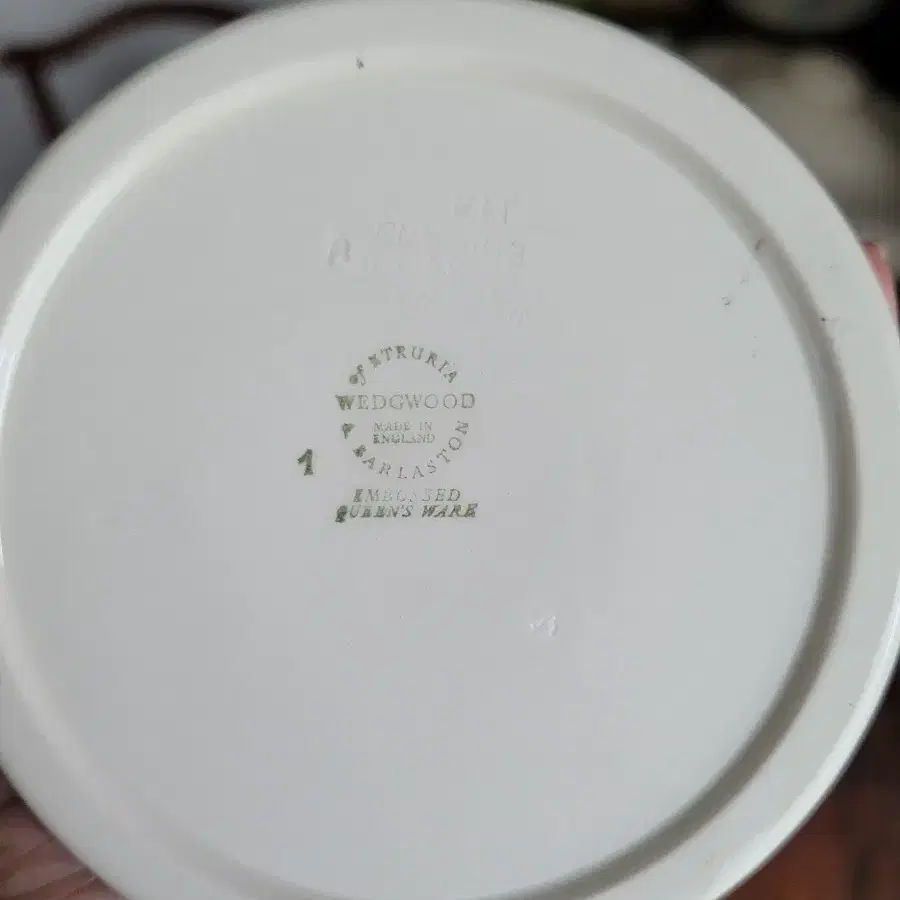 of ETRURIA
WEDGWOOD
MADE IN
ENGLAND
& BARLASTON
1
EMBOSSED
QUEEN'S WARE